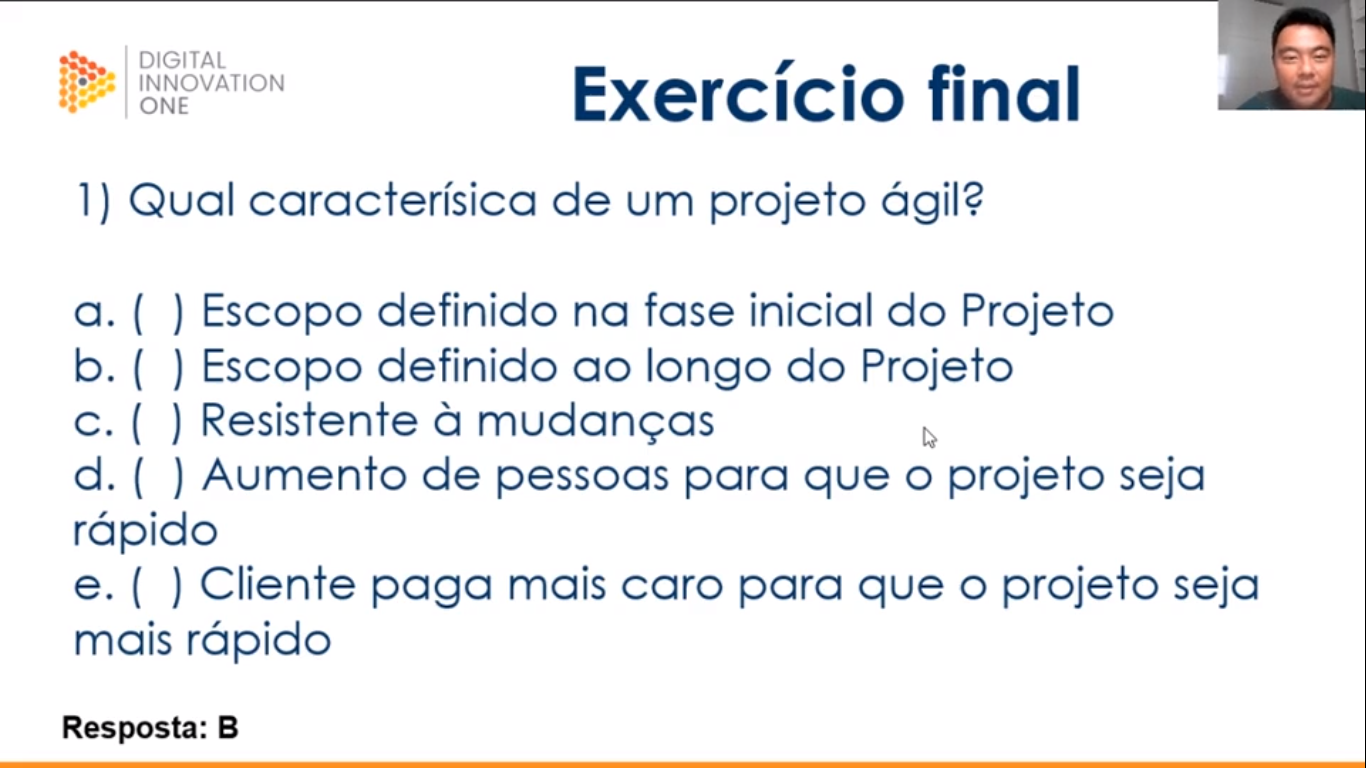 DIGITAL
INNOVATION
ONE
Exercício final
1) Qual caracterísica de um projeto ágil?
a. ( ) Escopo definido na fase inicial do Projeto
b. ( ) Escopo definido ao longo do Projeto
c. ( ) Resistente à mudanças
d. ( ) Aumento de pessoas para que o projeto seja
rápido
e. ( ) Cliente paga mais caro para que o projeto seja
mais rápido
Resposta: B